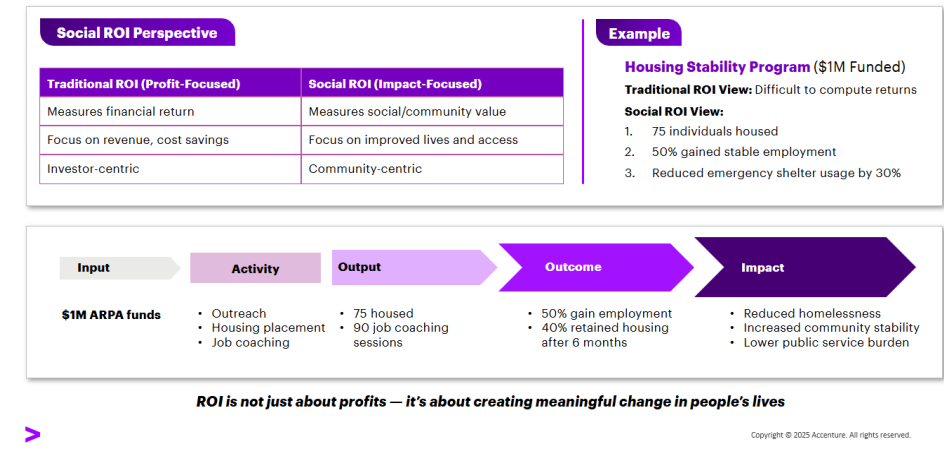 Social ROI Perspective
Traditional ROI (Profit-Focused) Social ROI (Impact-Focused)
Measures financial return Measures social/community value
Focus on revenue, cost savings Focus on improved lives and access
Investor-centric Community-centric
Example
Housing Stability Program ($1M Funded)
Traditional ROI View: Difficult to compute returns
Social ROI View:
1. 75 individuals housed
2. 50% gained stable employment
3. Reduced emergency shelter usage by 30%
Input
$1M ARPA funds
Activity
• Outreach
• Housing placement
• Job coaching
Output
• 75 housed
• 90 job coaching
sessions
Outcome
• 50% gain employment
• 40% retained housing
after 6 months
Impact
• Reduced homelessness
• Increased community stability
• Lower public service burden
ROI is not just about profits — it's about creating meaningful change in people's lives
Copyright © 2025 Accenture. All rights reserved.